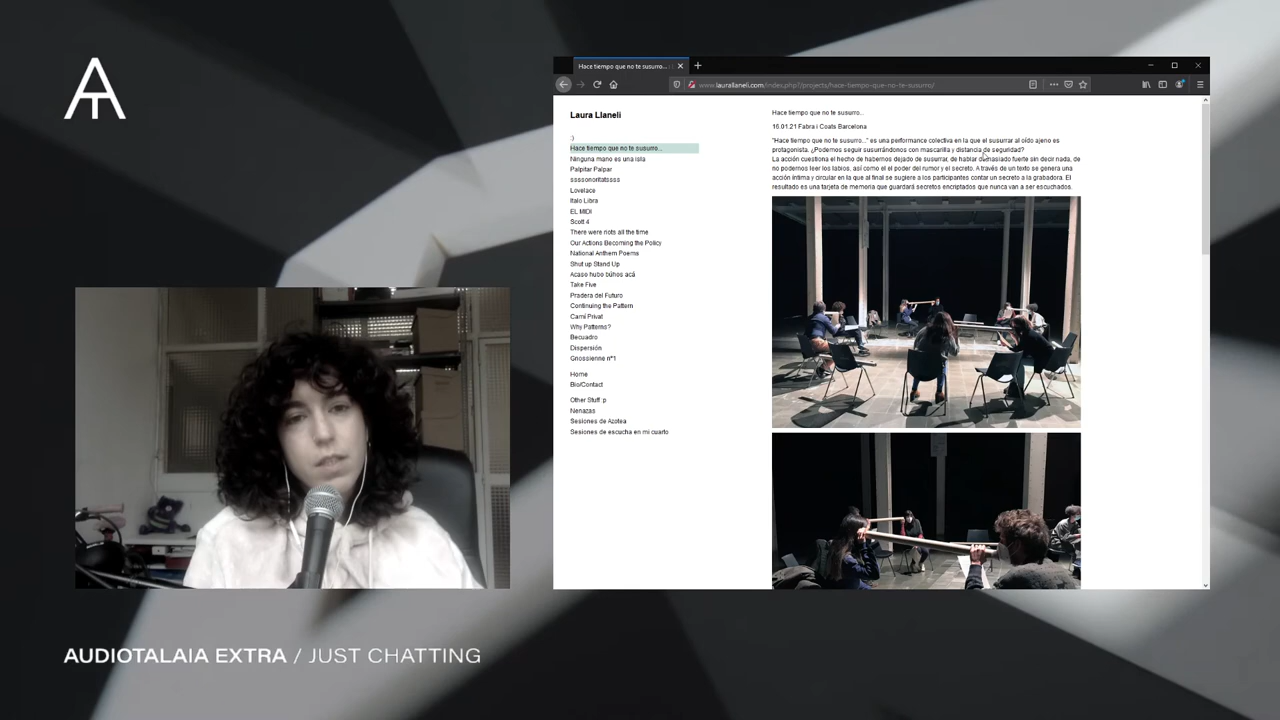 AT
Hace tiempo que no te susurro...
www.laurallaneli.com/index.php?/projects/hace-tiempo-que-no-te-susurro/
Laura Llaneli
:)
Hace tiempo que no te susurro...
Ninguna mano es una isla
Palpitar Palpar
ssssonoritatssss
Lovelace
Italo Libra
EL MIDI
Scott 4
There were riots all the time
Our Actions Becoming the Policy
National Anthem Poems
Shut up Stand Up
Acaso hubo búhos acá
Take Five
Pradera del Futuro
Continuing the Pattern
Camí Privat
Why Patterns?
Becuadro
Dispersión
Gnossienne nº1
Home
Bio/Contact
Other Stuff :p
Nenazas
Sesiones de Azotea
Sesiones de escucha en mi cuarto
Hace tiempo que no te susurro...
16.01.21 Fabra i Coats Barcelona
"Hace tiempo que no te susurro..." es una performance colectiva en la que el susurrar al oído ajeno es
protagonista. ¿Podemos seguir susurrándonos con mascarilla y distancia de seguridad?
La acción cuestiona el hecho de habernos dejado de susurrar, de hablar demasiado fuerte sin decir nada, de
no podernos leer los labios, así como el el poder del rumor y el secreto. A través de un texto se genera una
acción íntima y circular en la que al final se sugiere a los participantes contar un secreto a la grabadora. El
resultado es una tarjeta de memoria que guardará secretos encriptados que nunca van a ser escuchados.
AUDIOTALAIA EXTRA / JUST CHATTING